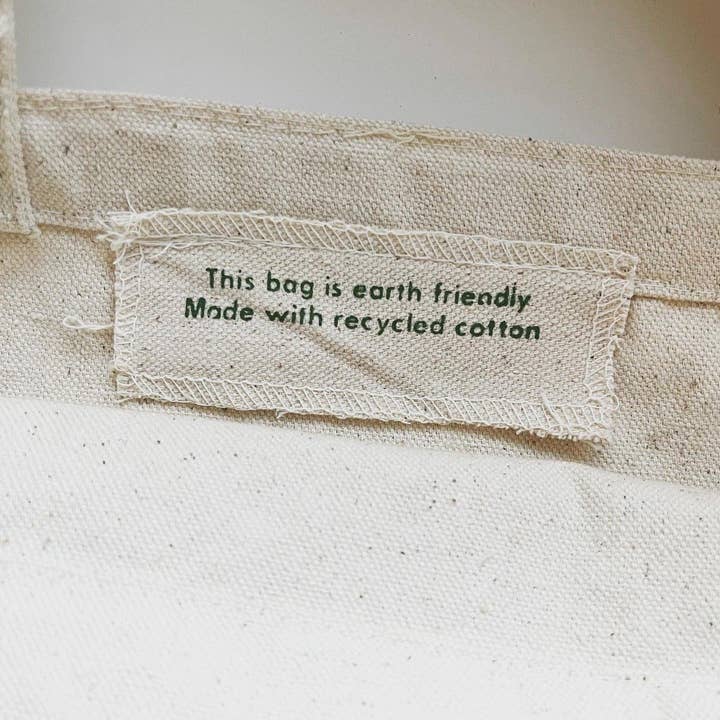 This bag is earth friendly
Made with recycled cotton